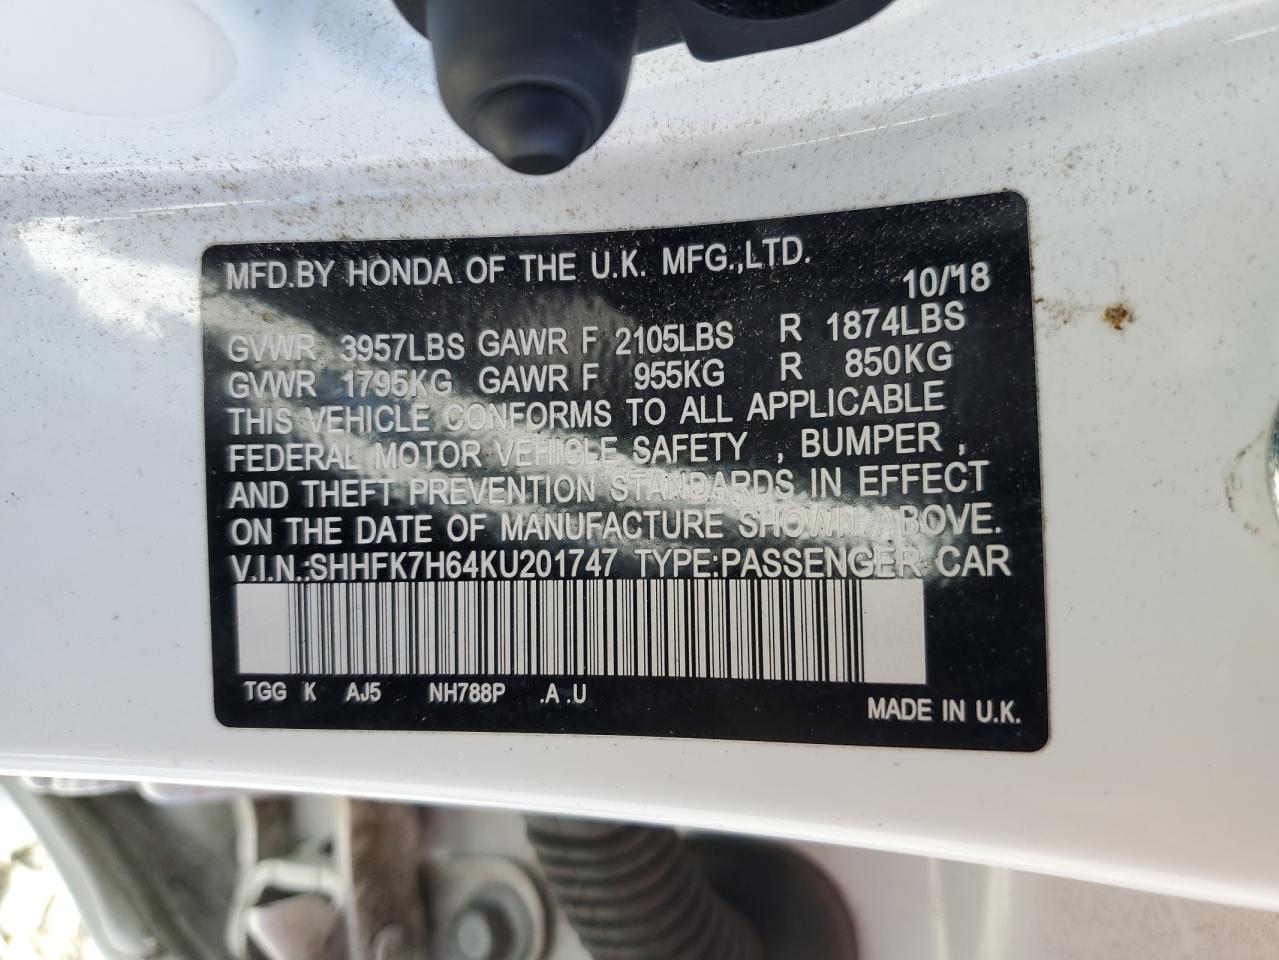 MFD.BY HONDA OF THE U.K. MFG.,LTD.
10/'18
GVWR 3957LBS GAWR F 2105LBS R 1874LBS
GVWR 1795KG GAWR F 955KG R 850KG
THIS VEHICLE CONFORMS TO ALL APPLICABLE
FEDERAL MOTOR VEHICLE SAFETY , BUMPER ,
AND THEFT PREVENTION STANDARDS IN EFFECT
ON THE DATE OF MANUFACTURE SHOWN ABOVE.
V.I.N.:SHHFK7H64KU201747 TYPE:PASSENGER CAR
TGG K AJ5 NH788P .A .U
MADE IN U.K.